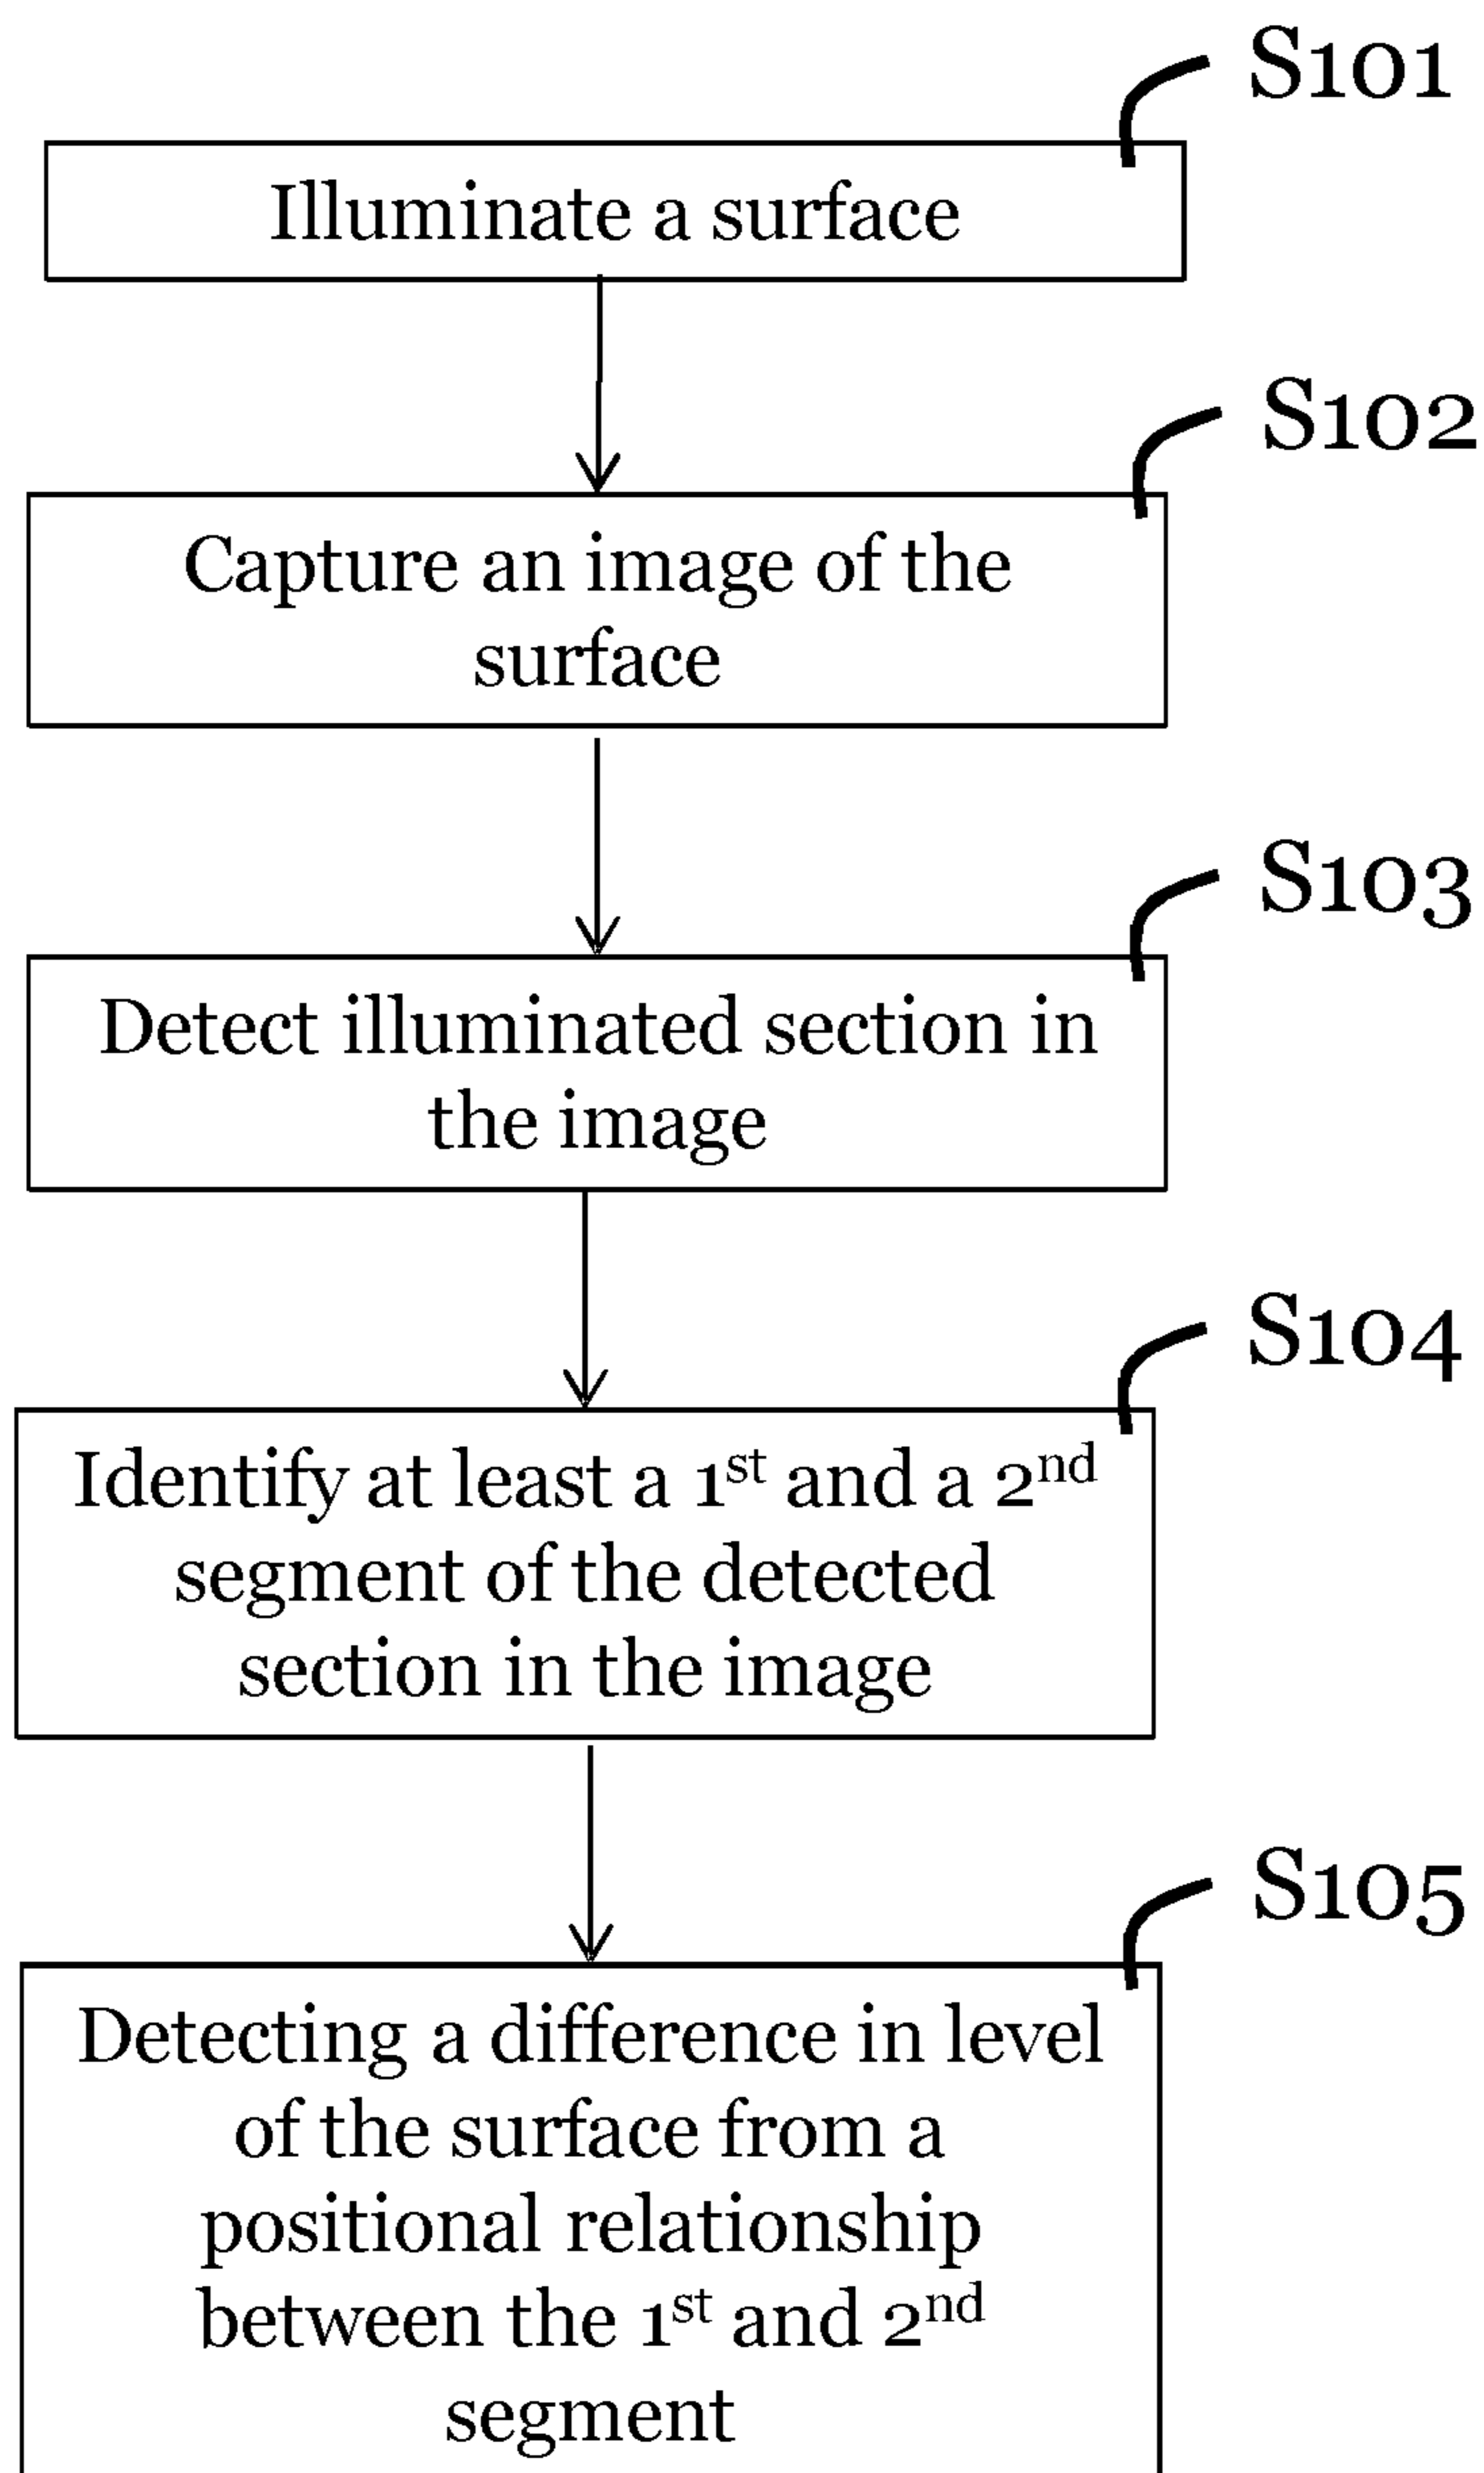 S101
Illuminate a surface
S102
Capture an image of the
surface
S103
Detect illuminated section in
the image
S104
Identify at least a 1st and a 2nd
segment of the detected
section in the image
S105
Detecting a difference in level
of the surface from a
positional relationship
between the 1st and 2nd
segment